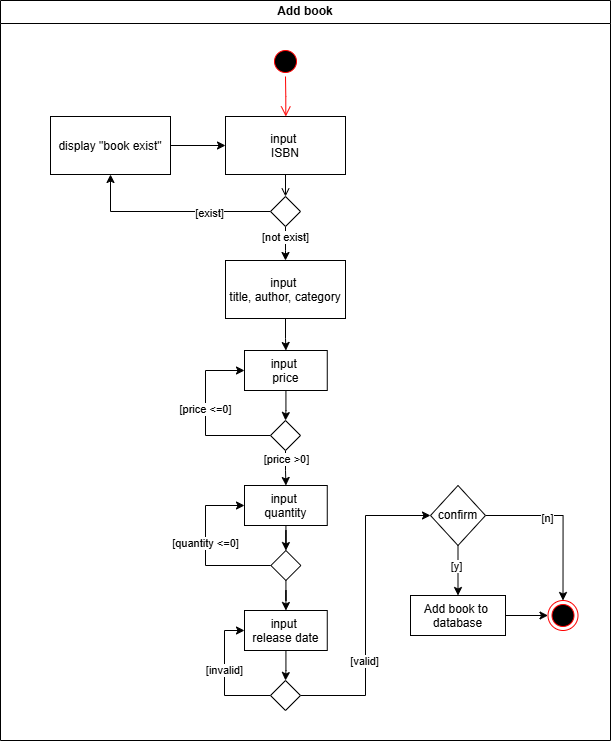 Add book
input
ISBN
display "book exist"
[exist]
[not exist]
input
title, author, category
input
price
[price <=0]
[price >0]
input
quantity
[quantity <=0]
input
release date
[invalid]
[valid]
confirm
[n]
[y]
Add book to
database